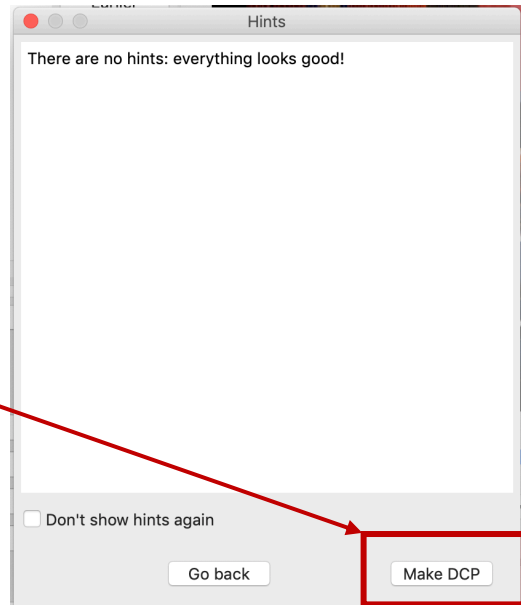 Hints
There are no hints: everything looks good!
Don't show hints again
Go back
Make DCP